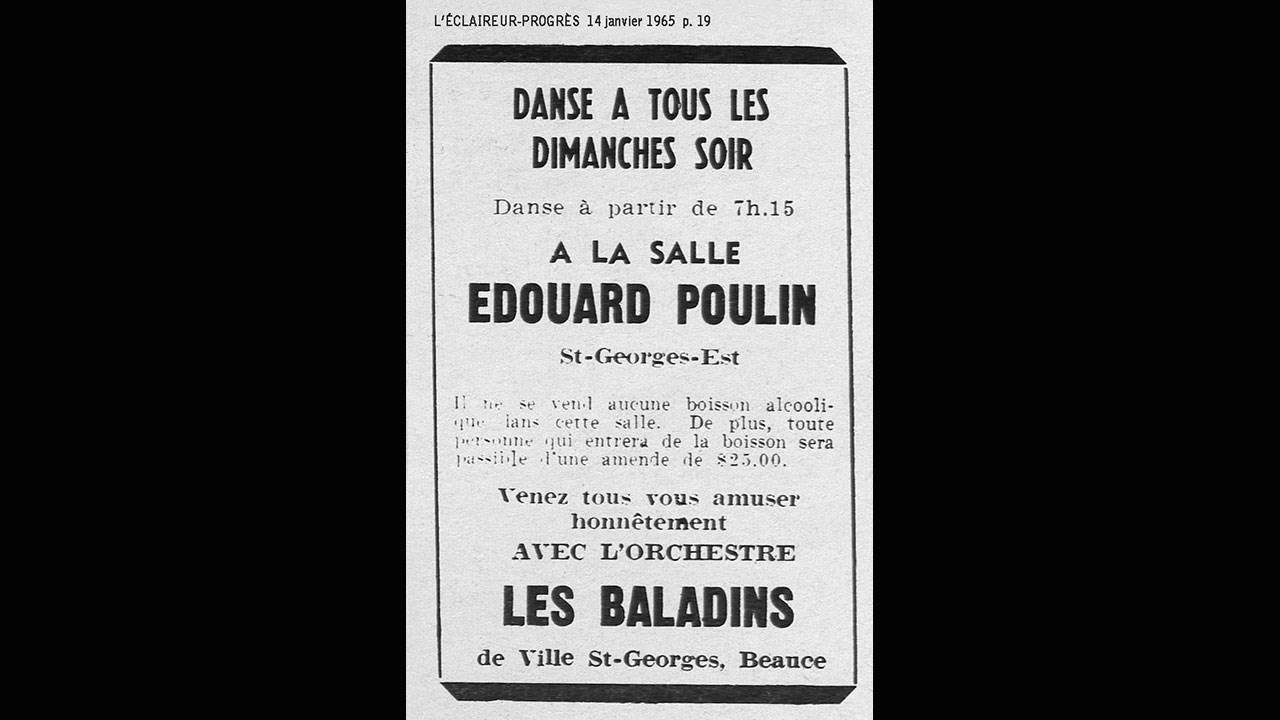 L'ÉCLAIREUR-PROGRÈS 14 janvier 1965 p. 19
DANSE A TOUS LES
DIMANCHES SOIR
Danse à partir de 7h.15
A LA SALLE
EDOUARD POULIN
St-Georges-Est
Il ne se vend aucune boisson alcooli-
que dans cette salle. De plus, toute
personne qui entrera de la boisson sera
passible d'une amende de $25.00.
Venez tous vous amuser
honnêtement
AVEC L'ORCHESTRE
LES BALADINS
de Ville St-Georges, Beauce